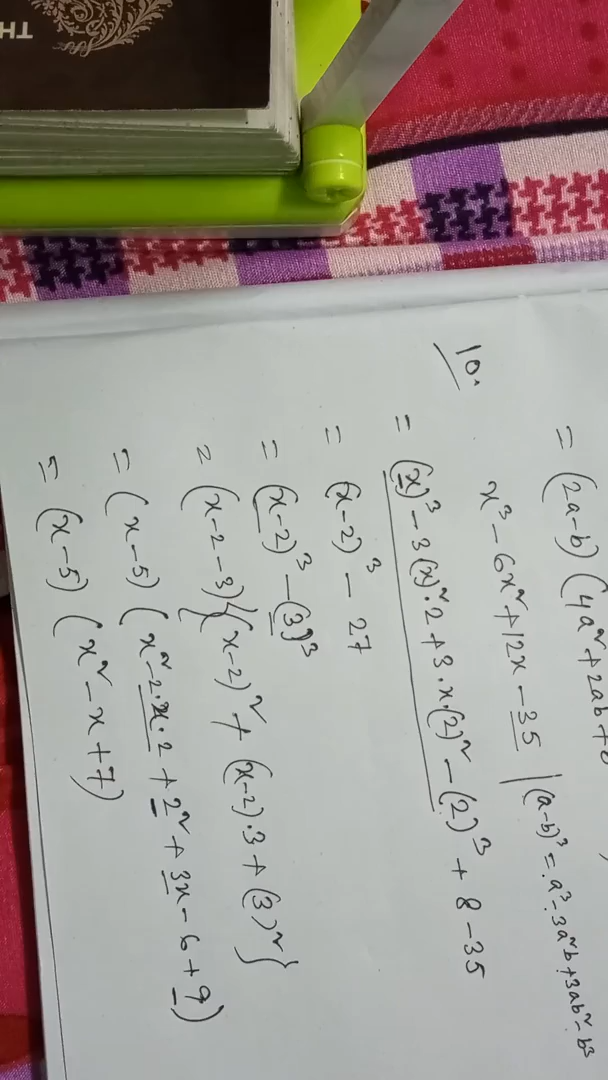 TH
= (2a-b) (4a² + 2ab +
10. x³ - 6x² + 12x - 35 | (a-b)³ = a³ - 3a²b + 3ab² - b³
= (x)³ - 3(x)²·2 + 3·x·(2)² - (2)³ + 8 - 35
= (x-2)³ - 27
= (x-2)³ - (3)³
= (x-2-3){(x-2)² + (x-2)·3 + (3)²}
= (x-5) (x² - 2·x·2 + 2² + 3x - 6 + 9)
= (x-5) (x² - x + 7)